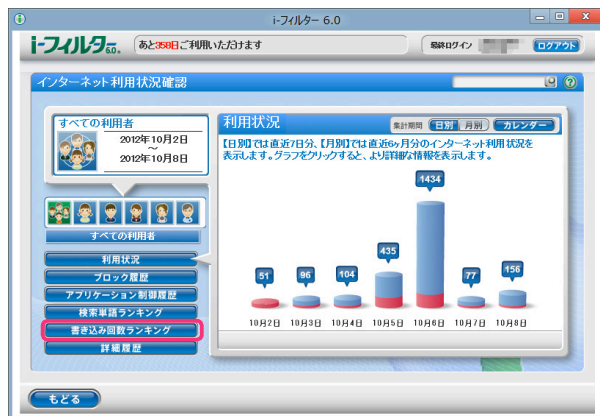 i-フィルター 6.0
i-フィルター 6.0
あと358日ご利用いただけます
最終ログイン
ログアウト
インターネット利用状況確認
すべての利用者
2012年10月2日
～
2012年10月8日
すべての利用者
利用状況
ブロック履歴
アプリケーション制御履歴
検索単語ランキング
書き込み回数ランキング
詳細履歴
利用状況
集計期間 日別 月別 カレンダー
【日別】では直近7日分、【月別】では直近6ヶ月分のインターネット利用状況を
表示します。グラフをクリックすると、より詳細な情報を表示します。
51 96 104 435 1434 77 156
10月2日 10月3日 10月4日 10月5日 10月6日 10月7日 10月8日
もどる